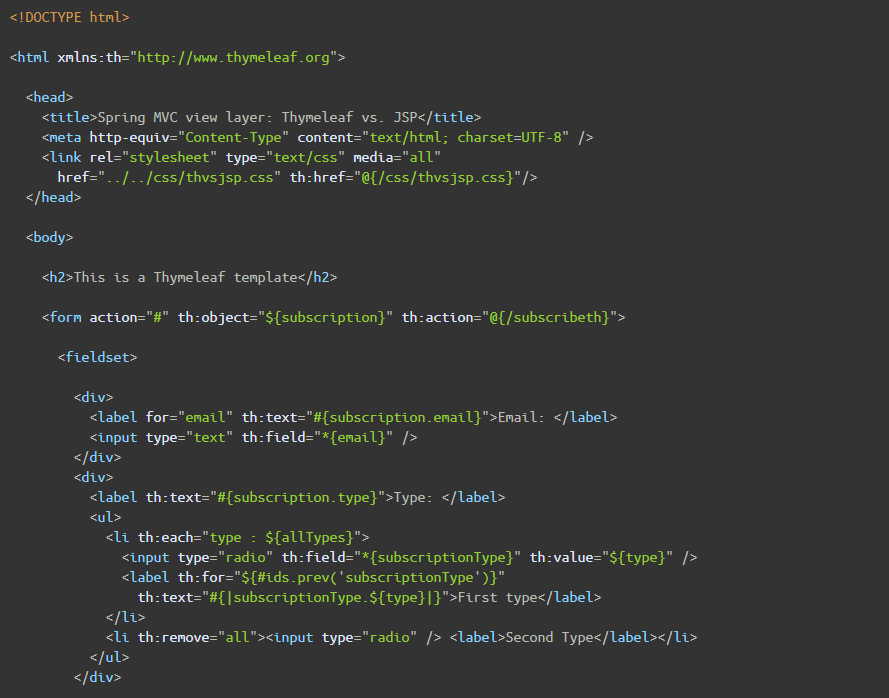 <!DOCTYPE html>
<html xmlns:th="http://www.thymeleaf.org">
<head>
<title>Spring MVC view layer: Thymeleaf vs. JSP</title>
<meta http-equiv="Content-Type" content="text/html; charset=UTF-8" />
<link rel="stylesheet" type="text/css" media="all"
href="../../css/thvsjsp.css" th:href="@{/css/thvsjsp.css}"/>
</head>
<body>
<h2>This is a Thymeleaf template</h2>
<form action="#" th:object="${subscription}" th:action="@{/subscribeth}">
<fieldset>
<div>
<label for="email" th:text="#{subscription.email}">Email: </label>
<input type="text" th:field="*{email}" />
</div>
<div>
<label th:text="#{subscription.type}">Type: </label>
<ul>
<li th:each="type : ${allTypes}">
<input type="radio" th:field="*{subscriptionType}" th:value="${type}" />
<label th:for="${#ids.prev('subscriptionType')}"
th:text="#{|subscriptionType.${type}|}">First type</label>
</li>
<li th:remove="all"><input type="radio" /> <label>Second Type</label></li>
</ul>
</div>